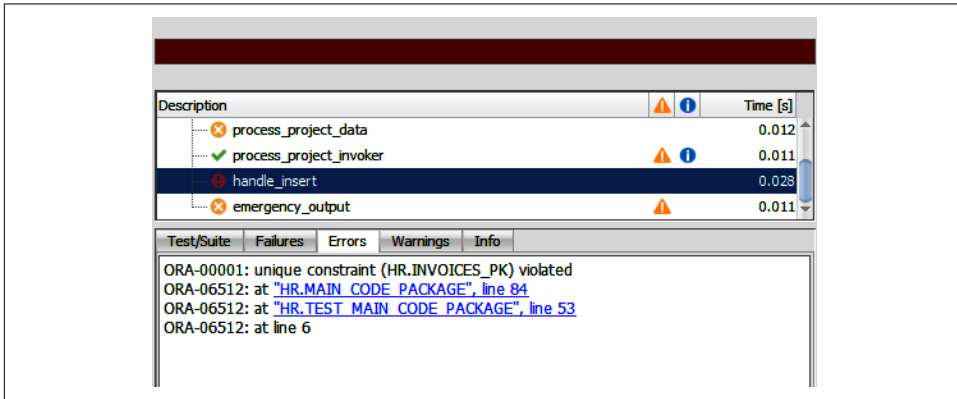 Description Time [s]
process_project_data 0.012
process_project_invoker 0.011
handle_insert 0.028
emergency_output 0.011
Test/Suite Failures Errors Warnings Info
ORA-00001: unique constraint (HR.INVOICES_PK) violated
ORA-06512: at "HR.MAIN_CODE_PACKAGE", line 84
ORA-06512: at "HR.TEST_MAIN_CODE_PACKAGE", line 53
ORA-06512: at line 6